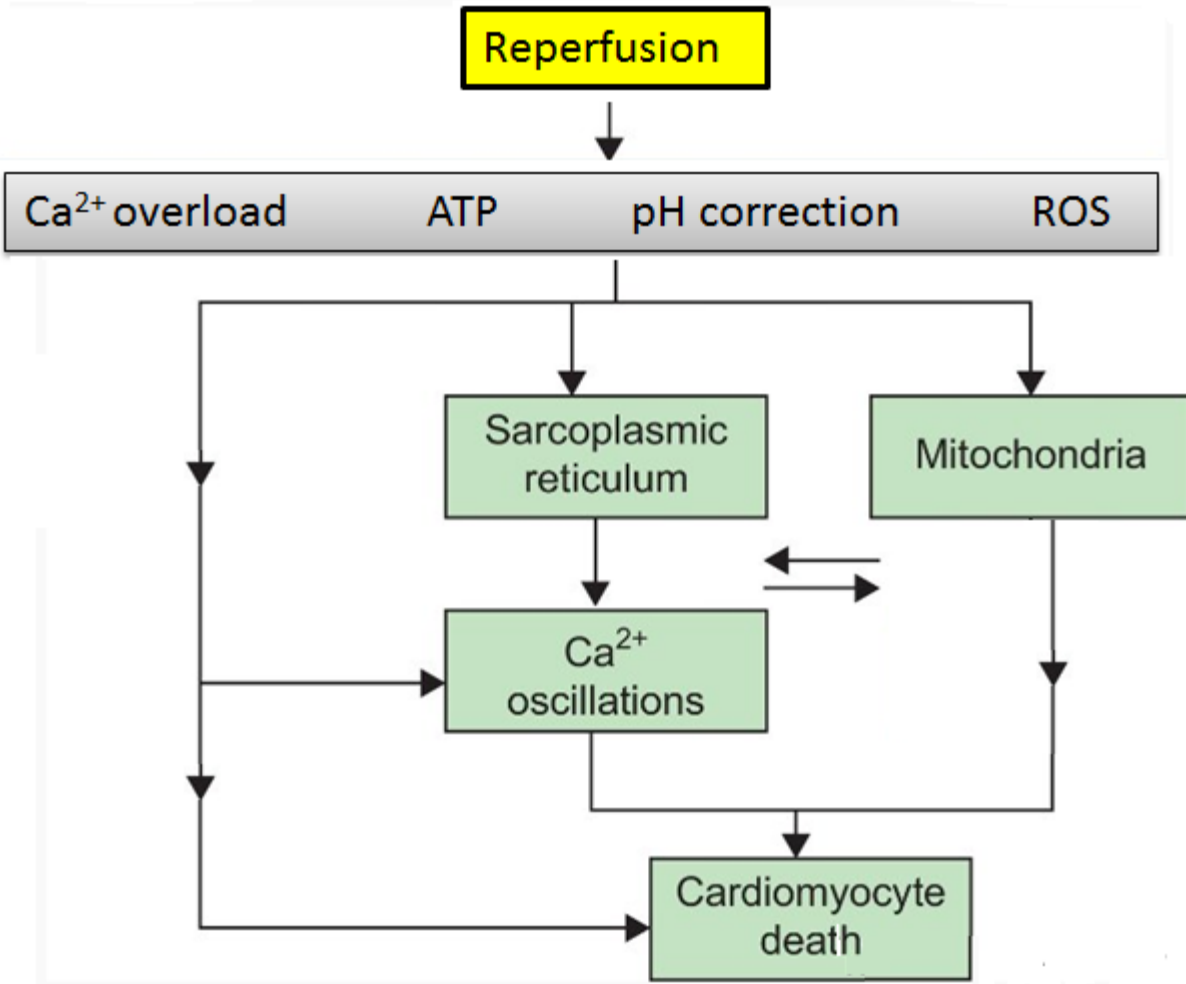 Reperfusion
Ca²⁺ overload ATP pH correction ROS
Sarcoplasmic
reticulum
Mitochondria
Ca²⁺
oscillations
Cardiomyocyte
death